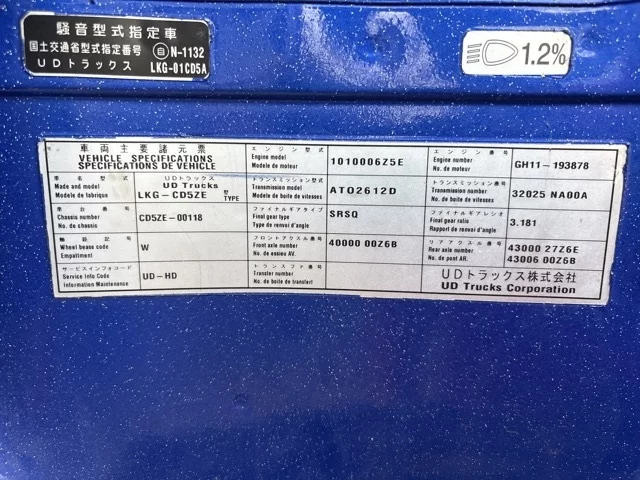 騒音型式指定車
国土交通省型式指定番号 自 N-1132
UDトラックス LKG-01CD5A
1.2%
車両主要諸元票
VEHICLE SPECIFICATIONS
SPECIFICATIONS DE VEHICLE
車名型式 UDトラックス
Made and model UD Trucks
Modele de fabrique LKG-CD5ZE 型 TYPE
車台番号
Chassis number CD5ZE-00118
No. de chassis
軸距記号
Wheel base code W
Empattement
サービスインフォコード
Service Info Code UD-HD
Information Maintenance
エンジン型式
Engine model 1010006Z5E
Modele de moteur
トランスミッション型式
Transmission model ATO2612D
Modele de boite de vitesses
ファイナルギアタイプ
Final gear type SRSQ
Type de renvoi d'angle
フロントアクスル番号
Front axle number 40000 00Z6B
No. de essieu AV.
トランスファ番号
Transfer number
No. de boite de transfert
エンジン番号
Engine number GH11-193878
No. de moteur
トランスミッション番号
Transmission number 32025 NA00A
No. de boite de vitesses
ファイナルギアレシオ
Final gear ratio 3.181
Rapport de renvoi d'angle
リアアクスル番号 43000 27Z6E
Rear axle number 43006 00Z6B
No. de pont AR.
UDトラックス株式会社
UD Trucks Corporation